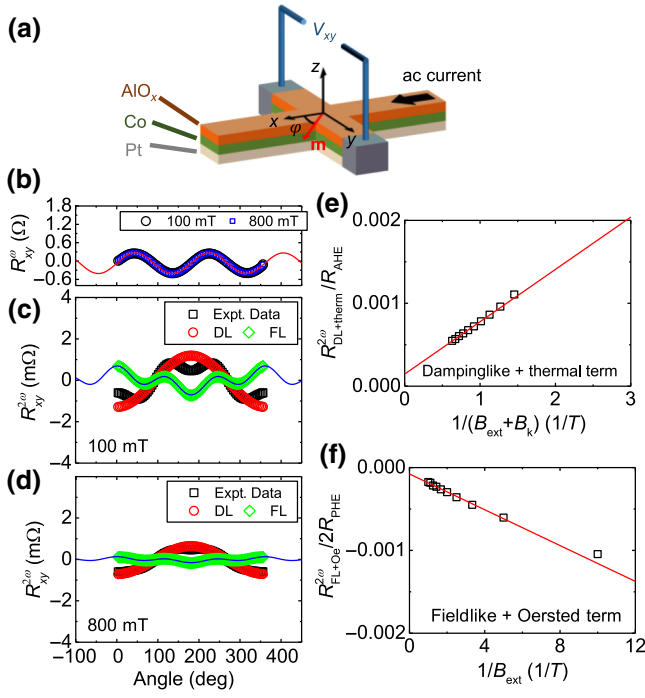 (a)
V_xy
z
ac current
AlO_x
Co
Pt
x
φ
m
y
(b)
R^ω_xy (Ω)
1.8
1.2
0.6
0.0
−0.6
100 mT
800 mT
(c)
R^2ω_xy (mΩ)
4
2
0
−2
−4
Expt. Data
DL
FL
100 mT
(d)
R^2ω_xy (mΩ)
4
2
0
−2
−4
Expt. Data
DL
FL
800 mT
−100 0 100 200 300 400
Angle (deg)
(e)
R^2ω_DL+therm/R_AHE
0.002
0.001
0.000
Dampinglike + thermal term
0 1 2 3
1/(B_ext+B_k) (1/T)
(f)
R^2ω_FL+Oe/2R_PHE
0.000
−0.001
−0.002
Fieldlike + Oersted term
0 4 8 12
1/B_ext (1/T)